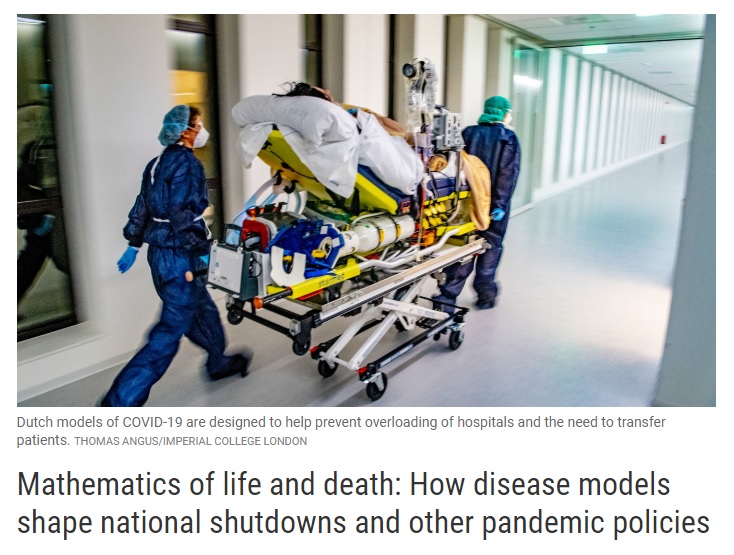 Dutch models of COVID-19 are designed to help prevent overloading of hospitals and the need to transfer
patients. THOMAS ANGUS/IMPERIAL COLLEGE LONDON
Mathematics of life and death: How disease models
shape national shutdowns and other pandemic policies